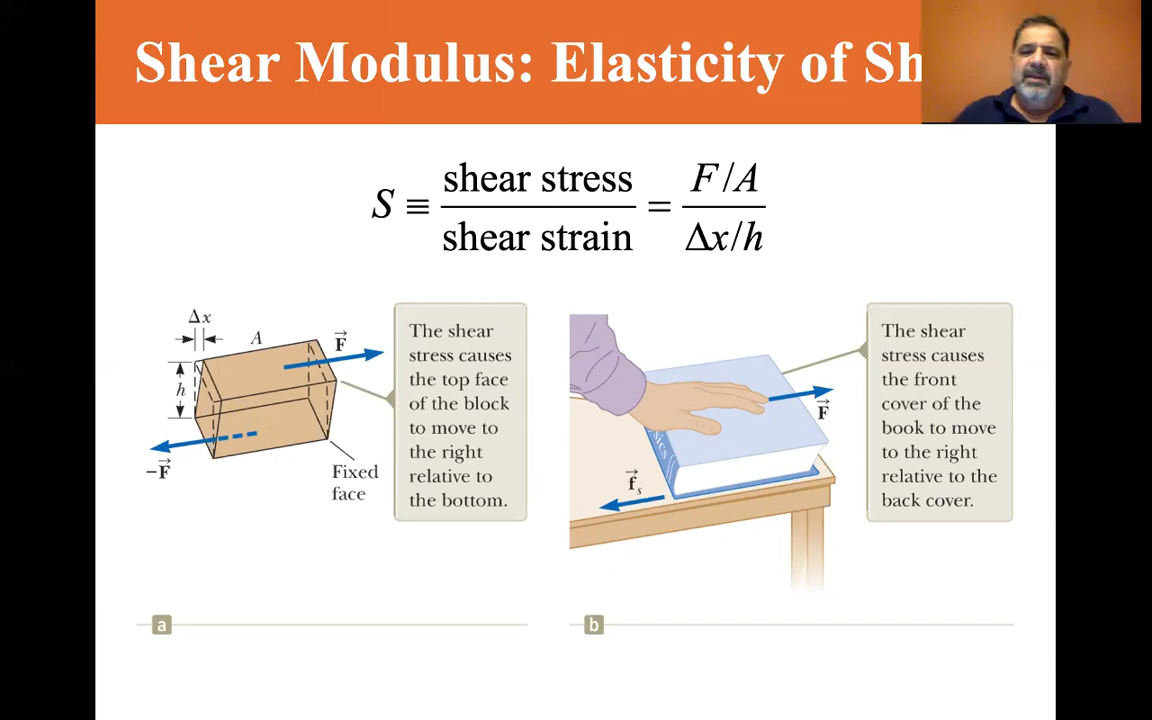 Shear Modulus: Elasticity of Sh
S ≡ shear stress / shear strain = F/A / Δx/h
Δx
A
F⃗
h
−F⃗
Fixed
face
The shear
stress causes
the top face
of the block
to move to
the right
relative to
the bottom.
a
F⃗
f⃗s
sics
The shear
stress causes
the front
cover of the
book to move
to the right
relative to the
back cover.
b